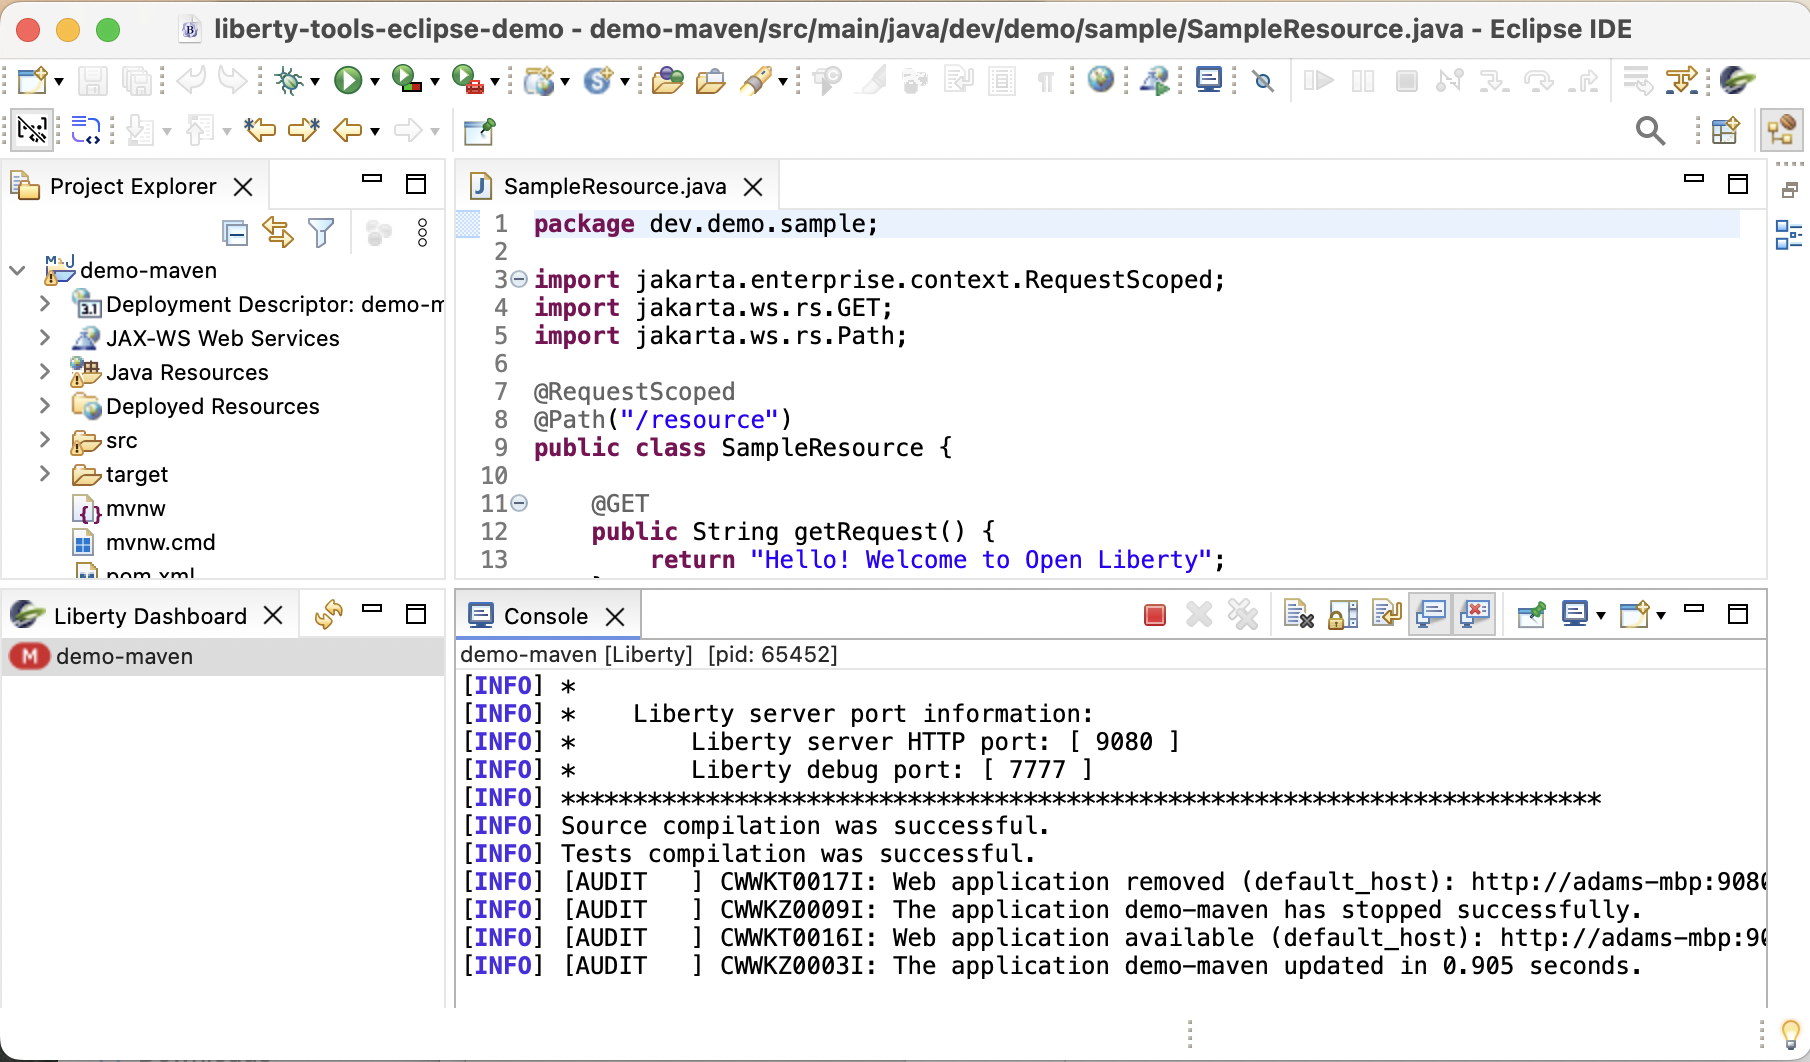 liberty-tools-eclipse-demo - demo-maven/src/main/java/dev/demo/sample/SampleResource.java - Eclipse IDE
Project Explorer
demo-maven
Deployment Descriptor: demo-m
JAX-WS Web Services
Java Resources
Deployed Resources
src
target
mvnw
mvnw.cmd
pom.xml
SampleResource.java
1 package dev.demo.sample;
2
3 import jakarta.enterprise.context.RequestScoped;
4 import jakarta.ws.rs.GET;
5 import jakarta.ws.rs.Path;
6
7 @RequestScoped
8 @Path("/resource")
9 public class SampleResource {
10
11 @GET
12 public String getRequest() {
13 return "Hello! Welcome to Open Liberty";
Liberty Dashboard
M demo-maven
Console
demo-maven [Liberty] [pid: 65452]
[INFO] *
[INFO] * Liberty server port information:
[INFO] * Liberty server HTTP port: [ 9080 ]
[INFO] * Liberty debug port: [ 7777 ]
[INFO] ************************************************************************
[INFO] Source compilation was successful.
[INFO] Tests compilation was successful.
[INFO] [AUDIT ] CWWKT0017I: Web application removed (default_host): http://adams-mbp:9080
[INFO] [AUDIT ] CWWKZ0009I: The application demo-maven has stopped successfully.
[INFO] [AUDIT ] CWWKT0016I: Web application available (default_host): http://adams-mbp:90
[INFO] [AUDIT ] CWWKZ0003I: The application demo-maven updated in 0.905 seconds.